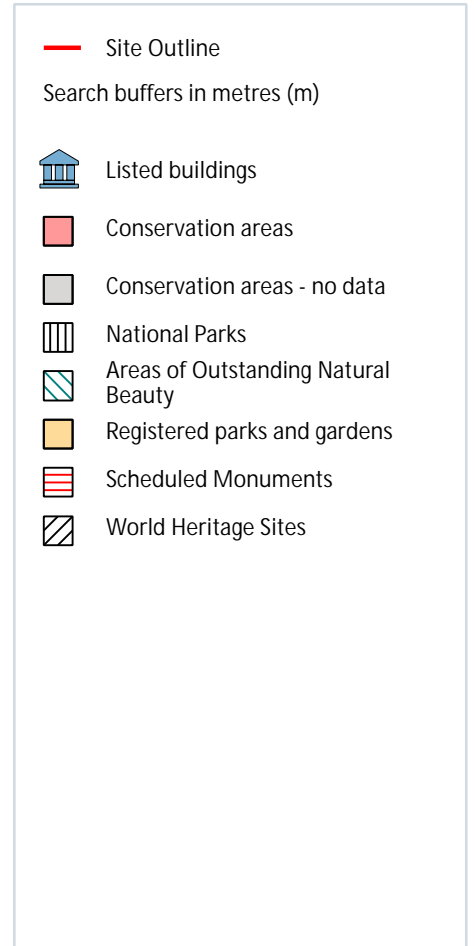 Site Outline
Search buffers in metres (m)
Listed buildings
Conservation areas
Conservation areas - no data
National Parks
Areas of Outstanding Natural
Beauty
Registered parks and gardens
Scheduled Monuments
World Heritage Sites